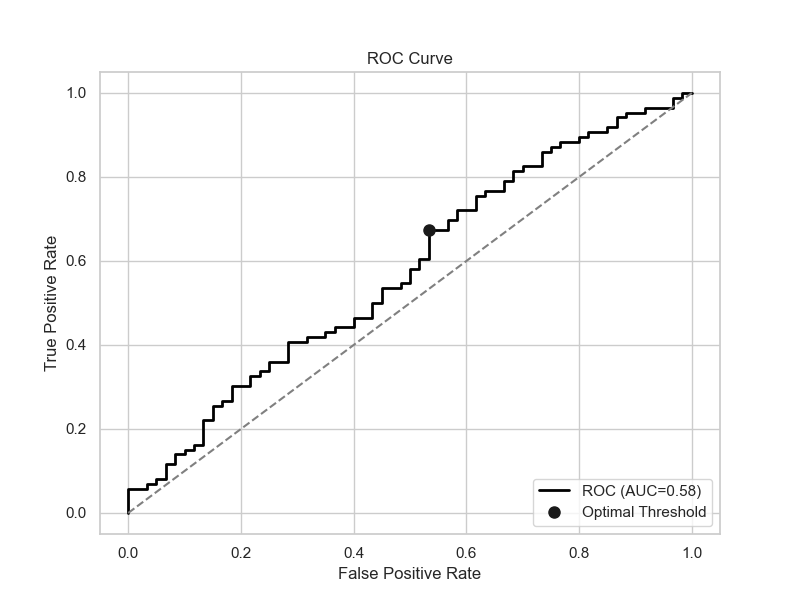 ROC Curve
1.0
0.8
0.6
0.4
0.2
0.0
True Positive Rate
0.0 0.2 0.4 0.6 0.8 1.0
False Positive Rate
ROC (AUC=0.58)
Optimal Threshold